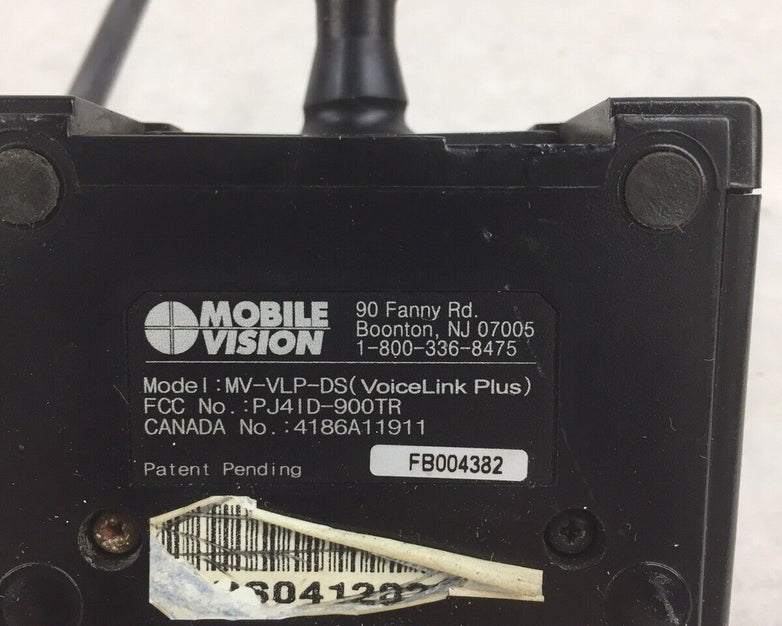 MOBILE
VISION
90 Fanny Rd.
Boonton, NJ 07005
1-800-336-8475
Model:MV-VLP-DS(VoiceLink Plus)
FCC No.:PJ4ID-900TR
CANADA No.:4186A11911
Patent Pending
FB004382